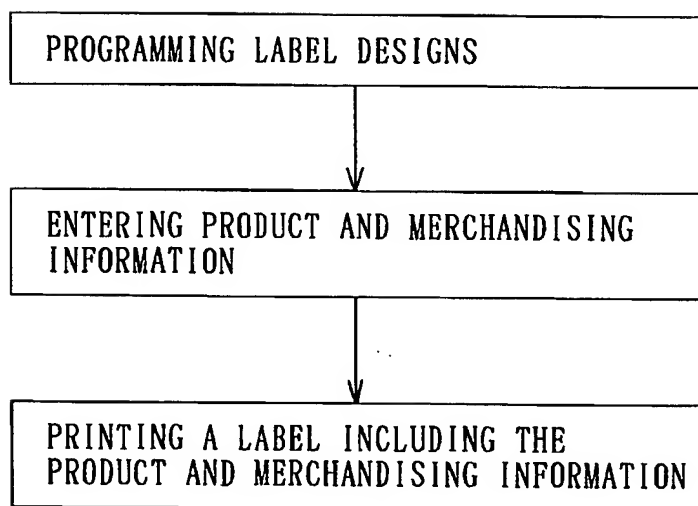 PROGRAMMING LABEL DESIGNS
ENTERING PRODUCT AND MERCHANDISING
INFORMATION
PRINTING A LABEL INCLUDING THE
PRODUCT AND MERCHANDISING INFORMATION